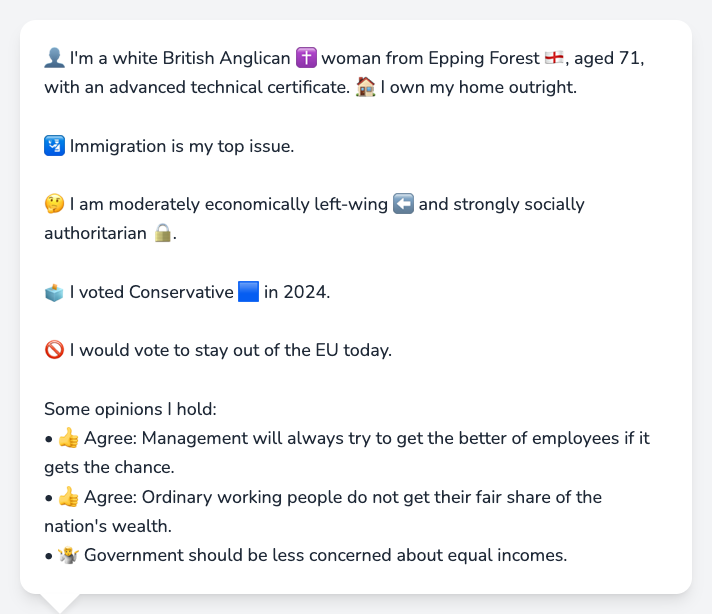 👤 I'm a white British Anglican ✝️ woman from Epping Forest 🏴󠁧󠁢󠁥󠁮󠁧󠁿, aged 71,
with an advanced technical certificate. 🏠 I own my home outright.
🛂 Immigration is my top issue.
🤔 I am moderately economically left-wing ⬅️ and strongly socially
authoritarian 🔒.
🗳️ I voted Conservative 🟦 in 2024.
🚫 I would vote to stay out of the EU today.
Some opinions I hold:
• 👍 Agree: Management will always try to get the better of employees if it
gets the chance.
• 👍 Agree: Ordinary working people do not get their fair share of the
nation's wealth.
• 🤷 Government should be less concerned about equal incomes.